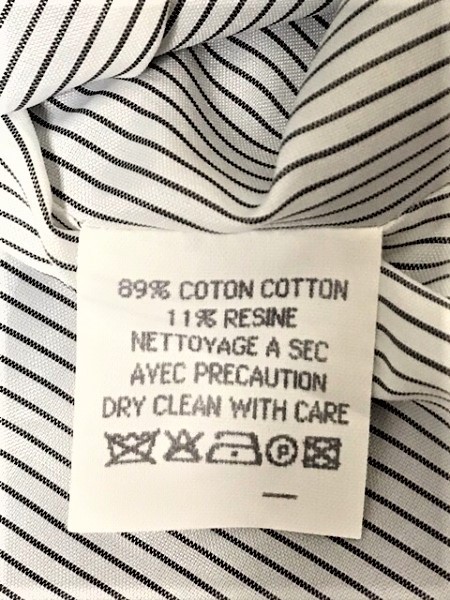 89% COTON COTTON
11% RESINE
NETTOYAGE A SEC
AVEC PRECAUTION
DRY CLEAN WITH CARE
P